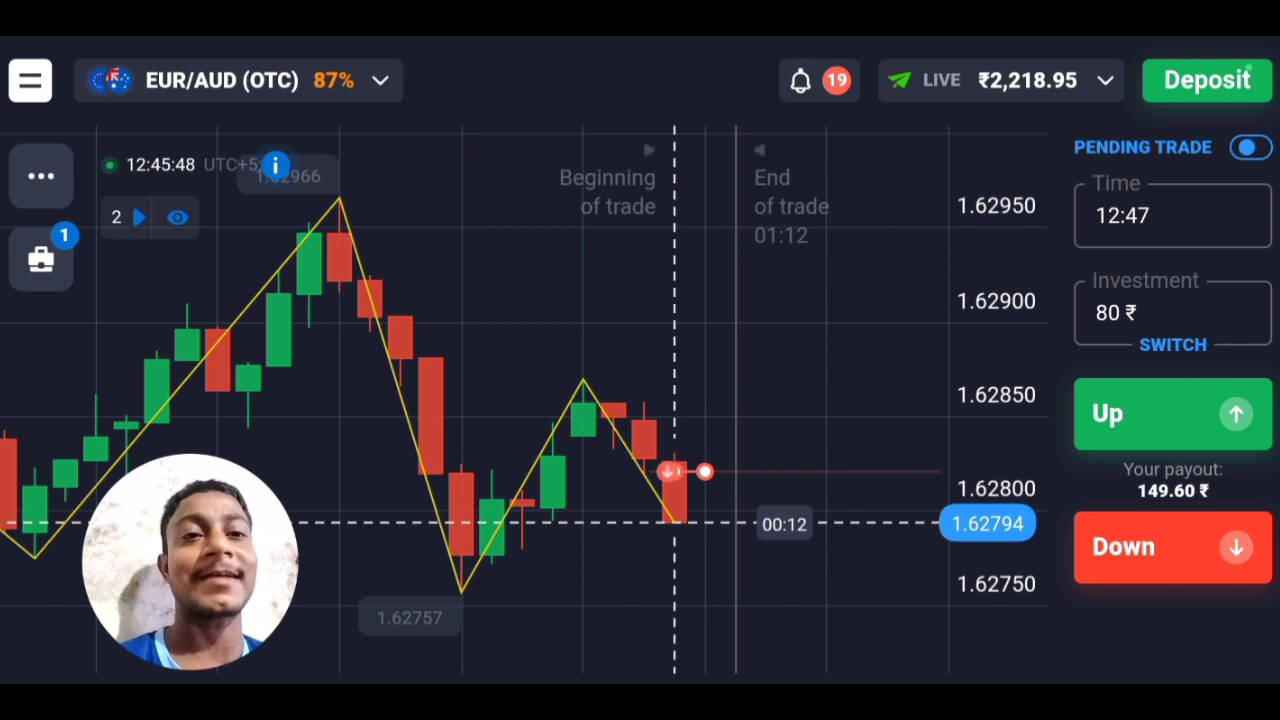 EUR/AUD (OTC) 87%
19
LIVE ₹2,218.95
Deposit
12:45:48 UTC+5:
i
1.62966
2
1
Beginning
of trade
End
of trade
01:12
1.62950
1.62900
1.62850
1.62800
00:12
1.62794
1.62750
1.62757
PENDING TRADE
Time
12:47
Investment
80 ₹
SWITCH
Up
Your payout:
149.60 ₹
Down